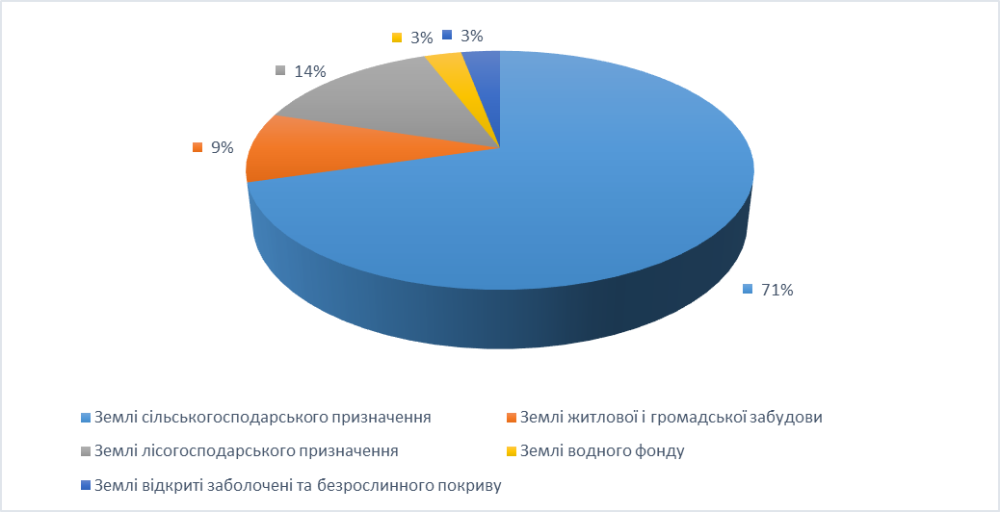 3%
3%
14%
9%
71%
Землі сільськогосподарського призначення
Землі житлової і громадської забудови
Землі лісогосподарського призначення
Землі водного фонду
Землі відкриті заболочені та безрослинного покриву